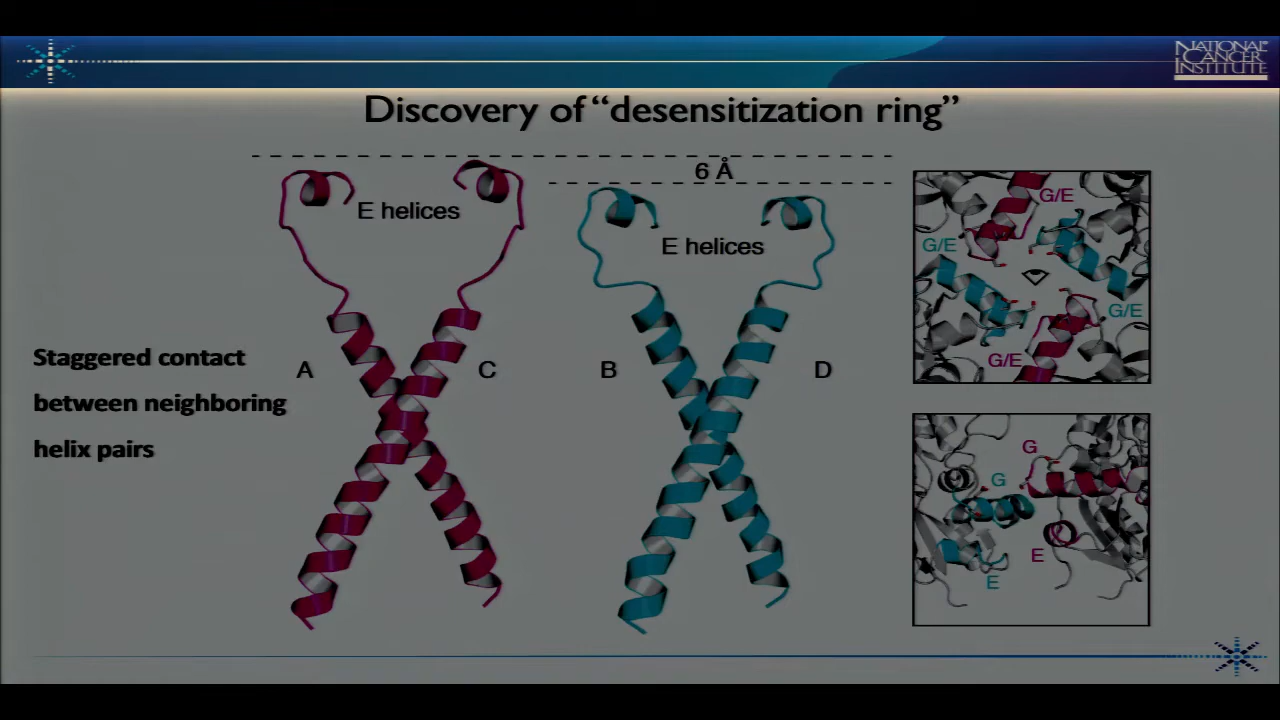 NATIONAL
CANCER
INSTITUTE
Discovery of “desensitization ring”
6 Å
E helices
E helices
Staggered contact
between neighboring
helix pairs
A
C
B
D
G/E
G/E
G/E
G/E
G
G
E
E